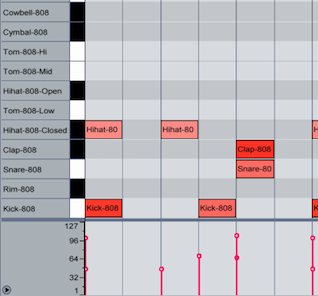 Cowbell-808
Cymbal-808
Tom-808-Hi
Tom-808-Mid
Hihat-808-Open
Tom-808-Low
Hihat-808-Closed Hihat-80 Hihat-80 H
Clap-808 Clap-808
Snare-808 Snare-80
Rim-808
Kick-808 Kick-808 Kick-808 K
127
96
64
32
1